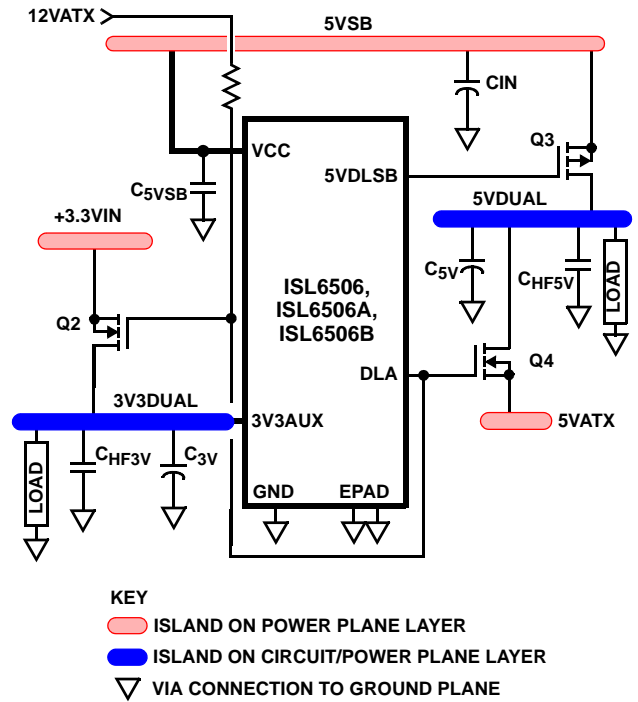 12VATX
5VSB
CIN
Q3
VCC
5VDLSB
C5VSB
5VDUAL
+3.3VIN
C5V
CHF5V
LOAD
ISL6506,
ISL6506A,
ISL6506B
Q2
DLA
Q4
3V3DUAL
3V3AUX
5VATX
CHF3V
C3V
LOAD
GND
EPAD
KEY
ISLAND ON POWER PLANE LAYER
ISLAND ON CIRCUIT/POWER PLANE LAYER
VIA CONNECTION TO GROUND PLANE